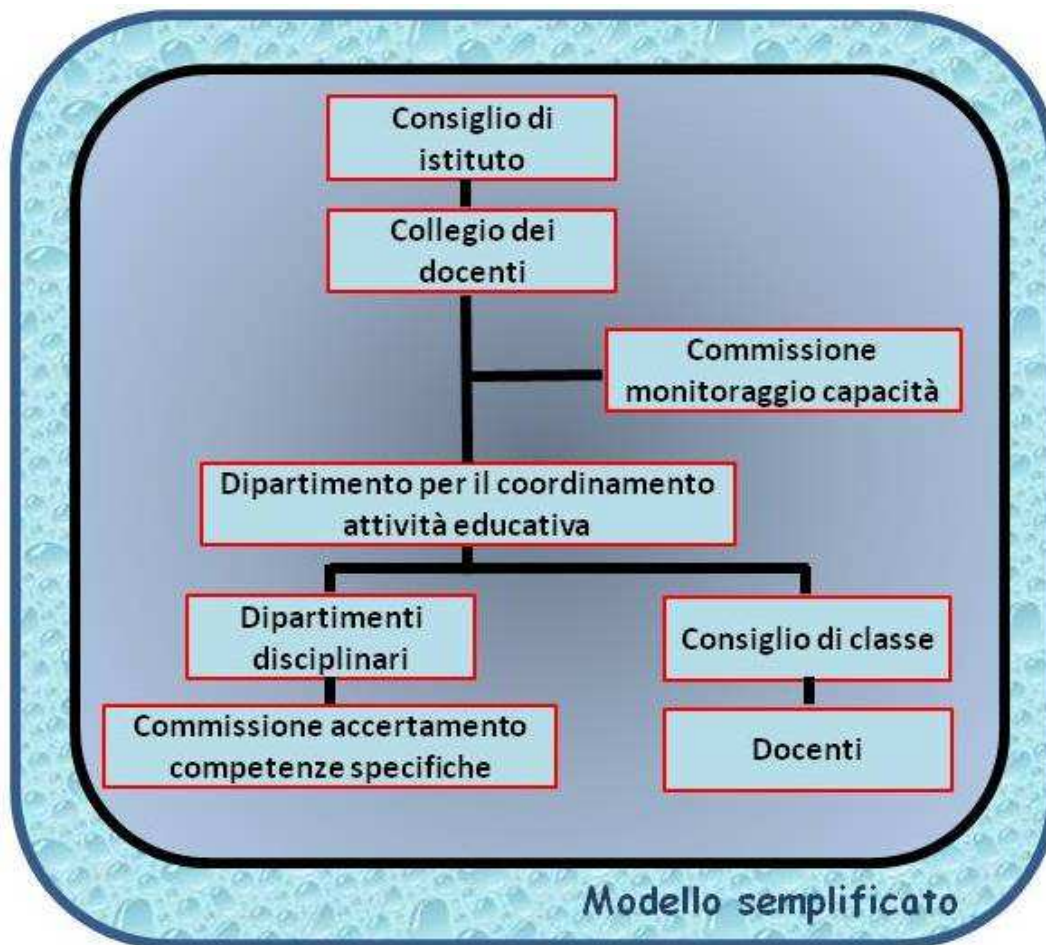 Consiglio di
istituto
Collegio dei
docenti
Commissione
monitoraggio capacità
Dipartimento per il coordinamento
attività educativa
Dipartimenti
disciplinari
Consiglio di classe
Commissione accertamento
competenze specifiche
Docenti
Modello semplificato